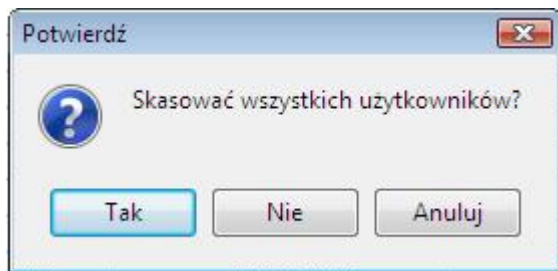 Potwierdź
Skasować wszystkich użytkowników?
Tak
Nie
Anuluj